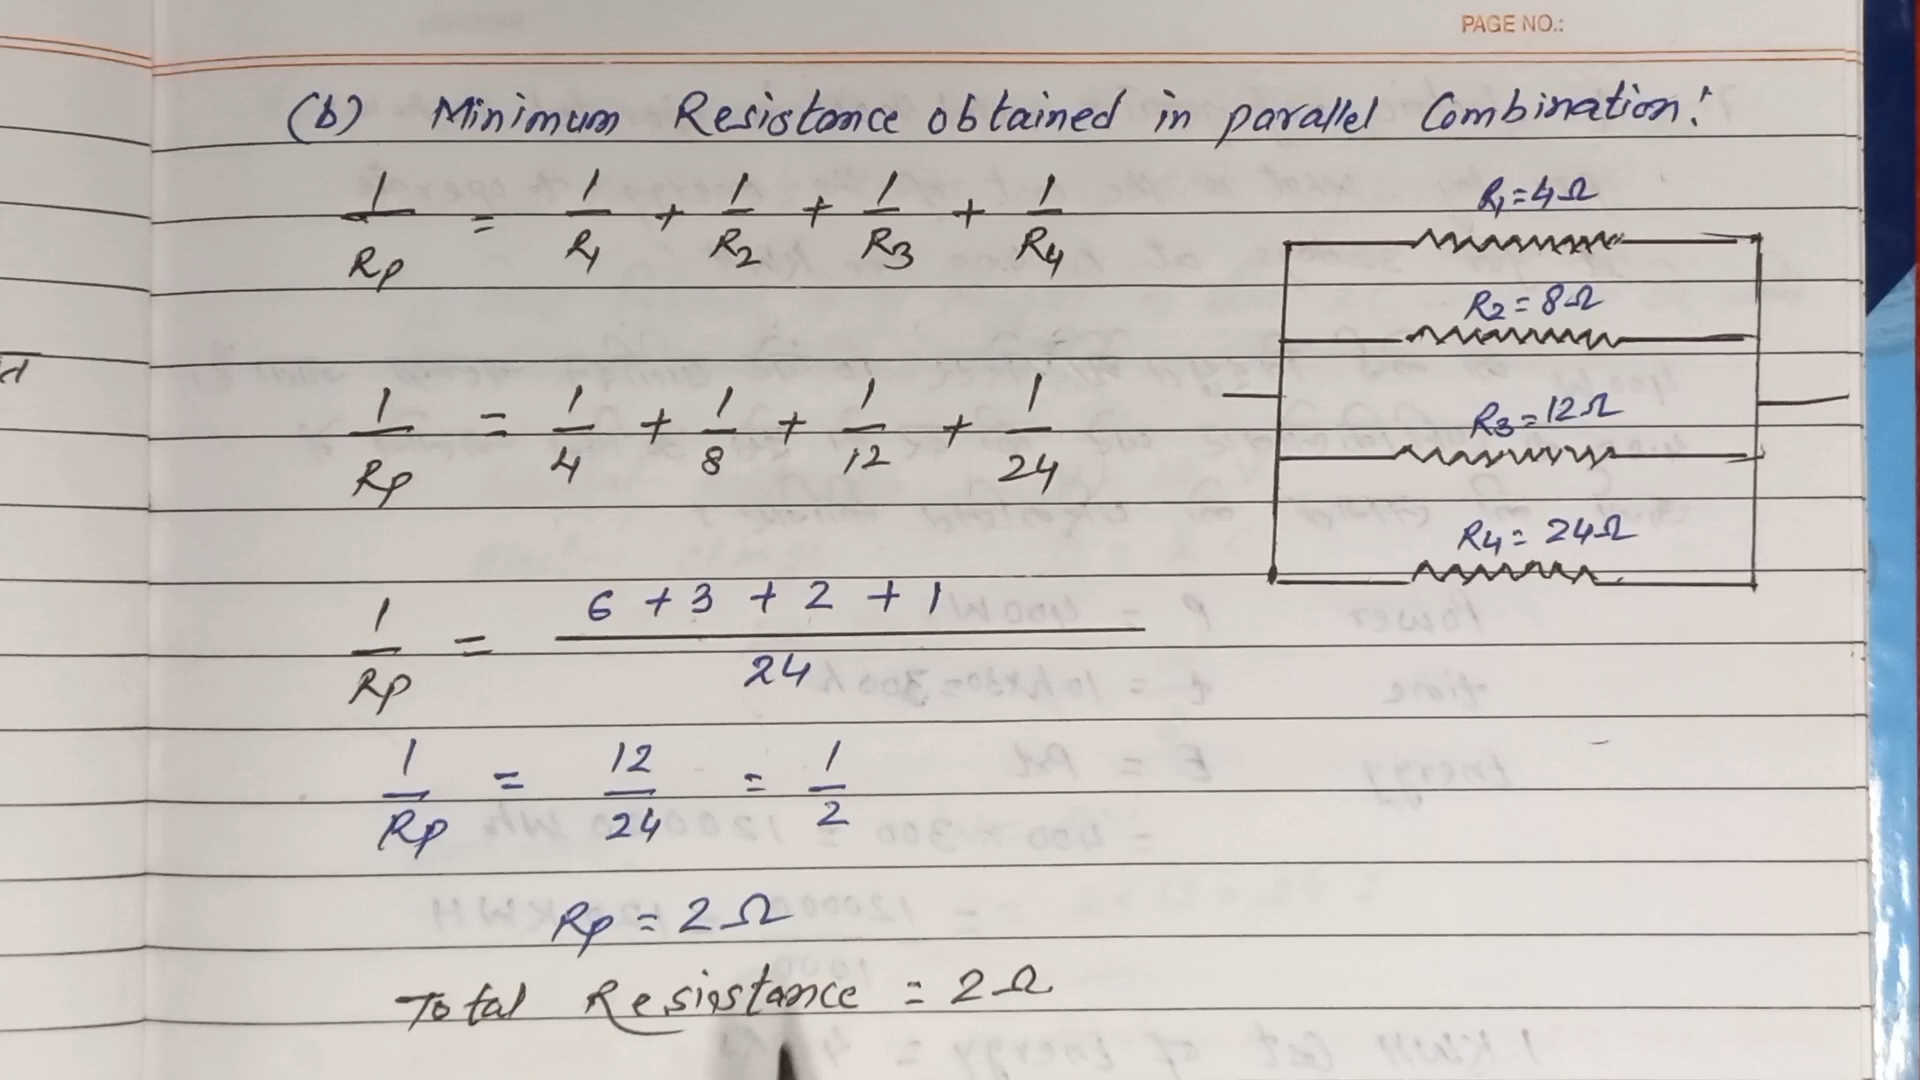 PAGE NO.:
(b) Minimum Resistance obtained in parallel Combination:
1/Rp = 1/R1 + 1/R2 + 1/R3 + 1/R4
R1=4Ω
R2=8Ω
R3=12Ω
R4=24Ω
1/Rp = 1/4 + 1/8 + 1/12 + 1/24
1/Rp = 6+3+2+1/24
1/Rp = 12/24 = 1/2
Rp=2Ω
Total Resistance = 2Ω